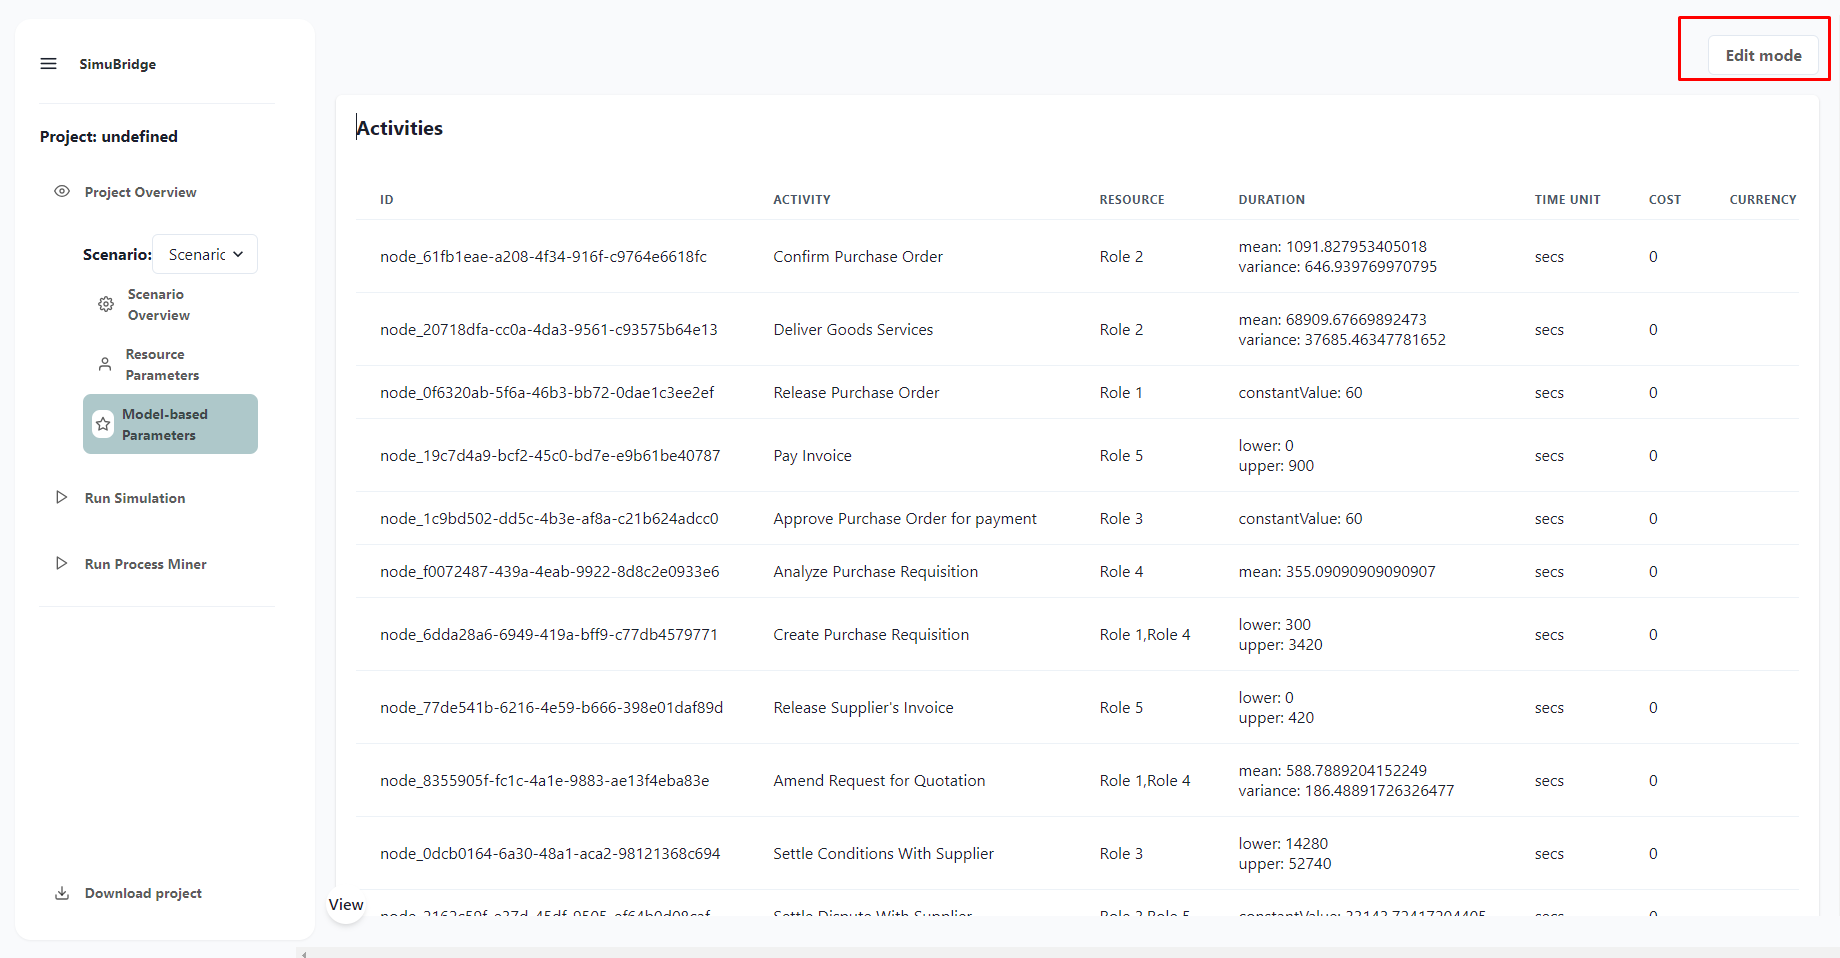 SimuBridge
Edit mode
Project: undefined
Project Overview
Scenario: Scenaric
Scenario
Overview
Resource
Parameters
Model-based
Parameters
Run Simulation
Run Process Miner
Download project
View
Activities
ID ACTIVITY RESOURCE DURATION TIME UNIT COST CURRENCY
node_61fb1eae-a208-4f34-916f-c9764e6618fc Confirm Purchase Order Role 2 mean: 1091.827953405018 secs 0
variance: 646.939769970795
node_20718dfa-cc0a-4da3-9561-c93575b64e13 Deliver Goods Services Role 2 mean: 68909.67669892473 secs 0
variance: 37685.46347781652
node_0f6320ab-5f6a-46b3-bb72-0dae1c3ee2ef Release Purchase Order Role 1 constantValue: 60 secs 0
node_19c7d4a9-bcf2-45c0-bd7e-e9b61be40787 Pay Invoice Role 5 lower: 0 secs 0
upper: 900
node_1c9bd502-dd5c-4b3e-af8a-c21b624adcc0 Approve Purchase Order for payment Role 3 constantValue: 60 secs 0
node_f0072487-439a-4eab-9922-8d8c2e0933e6 Analyze Purchase Requisition Role 4 mean: 355.09090909090907 secs 0
node_6dda28a6-6949-419a-bff9-c77db4579771 Create Purchase Requisition Role 1,Role 4 lower: 300 secs 0
upper: 3420
node_77de541b-6216-4e59-b666-398e01daf89d Release Supplier's Invoice Role 5 lower: 0 secs 0
upper: 420
node_8355905f-fc1c-4a1e-9883-ae13f4eba83e Amend Request for Quotation Role 1,Role 4 mean: 588.7889204152249 secs 0
variance: 186.48891726326477
node_0dcb0164-6a30-48a1-aca2-98121368c694 Settle Conditions With Supplier Role 3 lower: 14280 secs 0
upper: 52740
Settle Dispute With Supplier Role 3,Role 5 secs 0